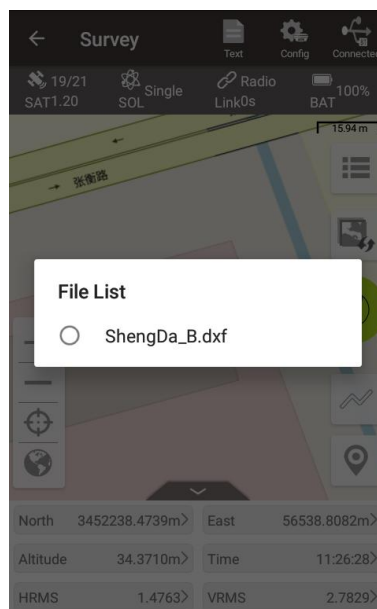 Survey
Text
Config
Connected
19/21
SAT1.20
Single
SOL
Radio
Link0s
100%
BAT
15.94 m
张衡路
File List
ShengDa_B.dxf
North 3452238.4739m>
East 56538.8082m>
Altitude 34.3710m>
Time 11:26:28>
HRMS 1.4763>
VRMS 2.7829>